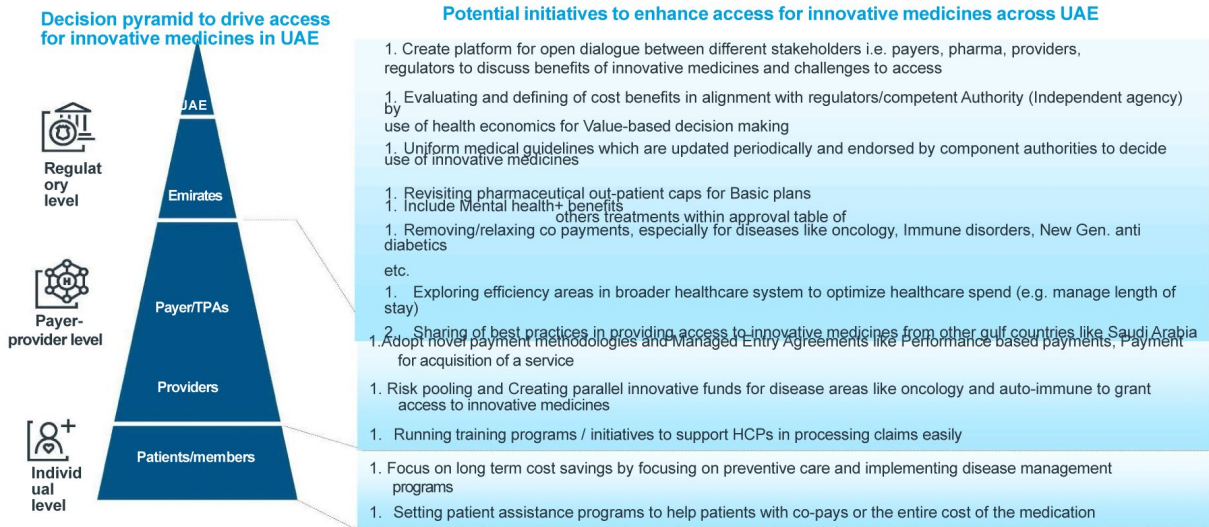 Decision pyramid to drive access
for innovative medicines in UAE
UAE
Emirates
Payer/TPAs
Providers
Patients/members
Regulat
ory
level
Payer-
provider level
Individ
ual
level
Potential initiatives to enhance access for innovative medicines across UAE
1. Create platform for open dialogue between different stakeholders i.e. payers, pharma, providers,
regulators to discuss benefits of innovative medicines and challenges to access
1. Evaluating and defining of cost benefits in alignment with regulators/competent Authority (Independent agency)
by
use of health economics for Value-based decision making
1. Uniform medical guidelines which are updated periodically and endorsed by component authorities to decide
use of innovative medicines
1. Revisiting pharmaceutical out-patient caps for Basic plans
1. Include Mental health+ benefits
others treatments within approval table of
1. Removing/relaxing co payments, especially for diseases like oncology, Immune disorders, New Gen. anti
diabetics
etc.
1. Exploring efficiency areas in broader healthcare system to optimize healthcare spend (e.g. manage length of
stay)
2. Sharing of best practices in providing access to innovative medicines from other gulf countries like Saudi Arabia
1.Adopt novel payment methodologies and Managed Entry Agreements like Performance based payments, Payment
for acquisition of a service
1. Risk pooling and Creating parallel innovative funds for disease areas like oncology and auto-immune to grant
access to innovative medicines
1. Running training programs / initiatives to support HCPs in processing claims easily
1. Focus on long term cost savings by focusing on preventive care and implementing disease management
programs
1. Setting patient assistance programs to help patients with co-pays or the entire cost of the medication